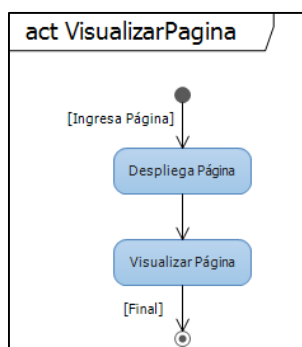 act VisualizarPagina
[Ingresa Página]
Despliega Página
Visualizar Página
[Final]